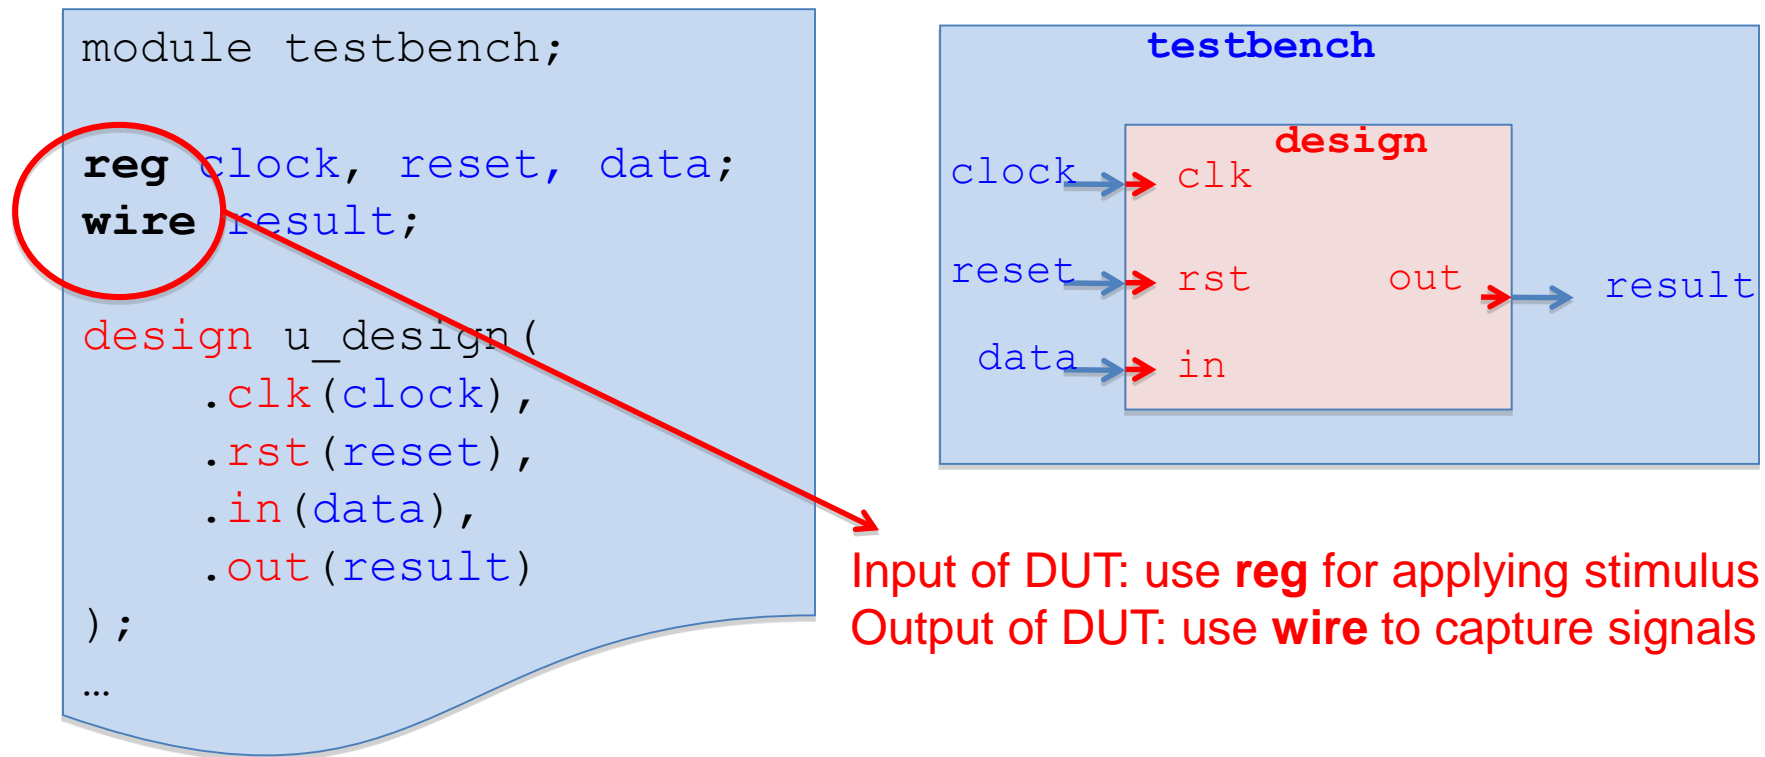 module testbench;
reg clock, reset, data;
wire result;
design u_design(
.clk(clock),
.rst(reset),
.in(data),
.out(result)
);
…
testbench
design
clock clk
reset rst out result
data in
Input of DUT: use reg for applying stimulus
Output of DUT: use wire to capture signals